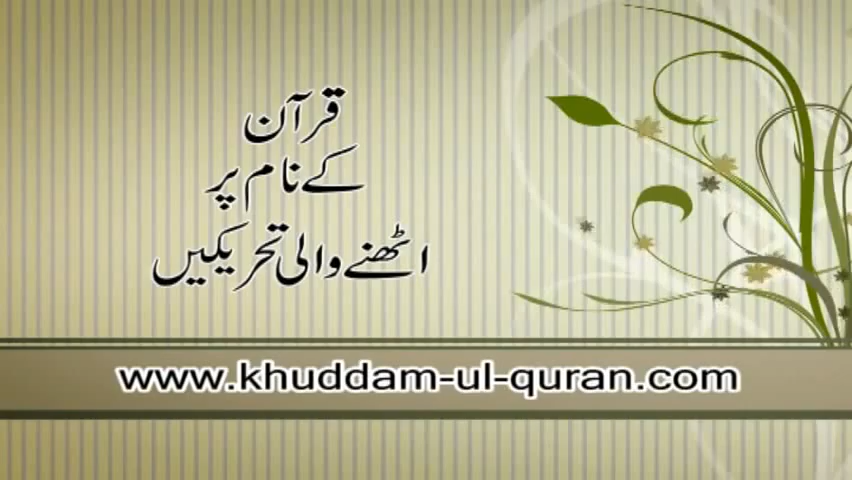 قرآن
کے نام پر
اٹھنے والی تحریکیں
www.khuddam-ul-quran.com